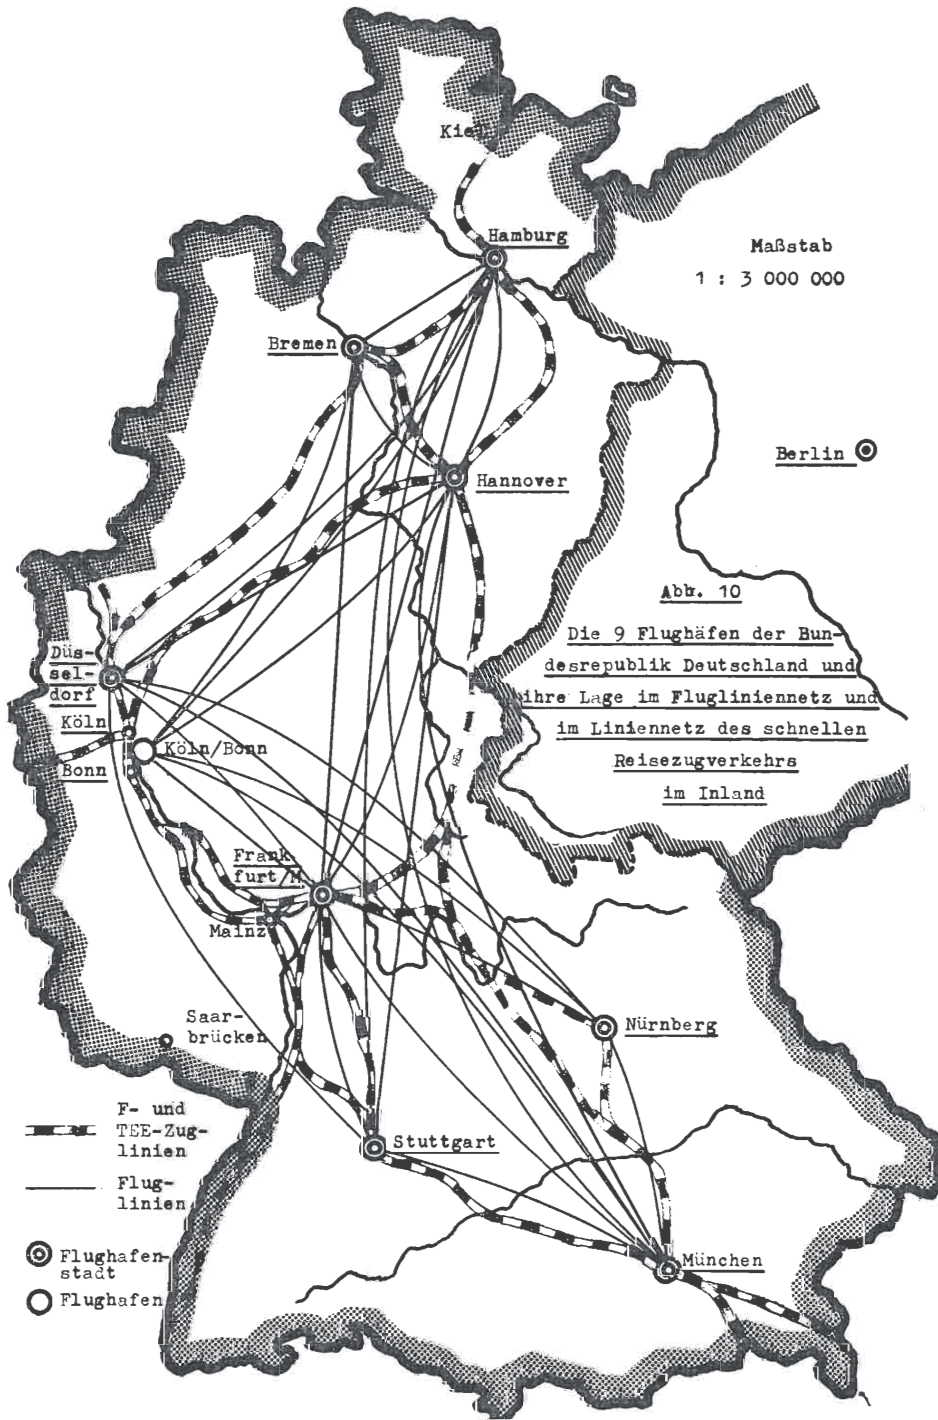 Kiel
Hamburg
Maßstab
1 : 3 000 000
Bremen
Berlin
Hannover
Abb. 10
Die 9 Flughäfen der Bun-
desrepublik Deutschland und
ihre Lage im Fluglinienetz und
im Liniennetz des schnellen
Reisezugverkehrs
im Inland
Düs-
sel-
dorf
Köln
Köln/Bonn
Bonn
Frank-
furt/M.
Mainz
Saar-
brücken
Nürnberg
Stuttgart
München
F- und
TEE-Zug-
linien
Flug-
linien
Flughafen-
stadt
Flughafen